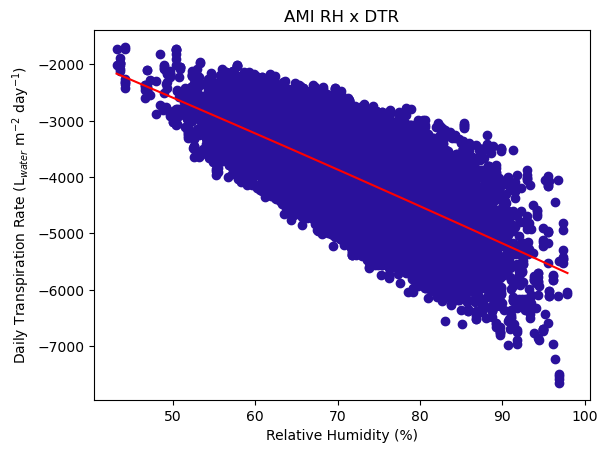 AMI RH x DTR
Daily Transpiration Rate (L_water m⁻² day⁻¹)
−2000
−3000
−4000
−5000
−6000
−7000
50 60 70 80 90 100
Relative Humidity (%)